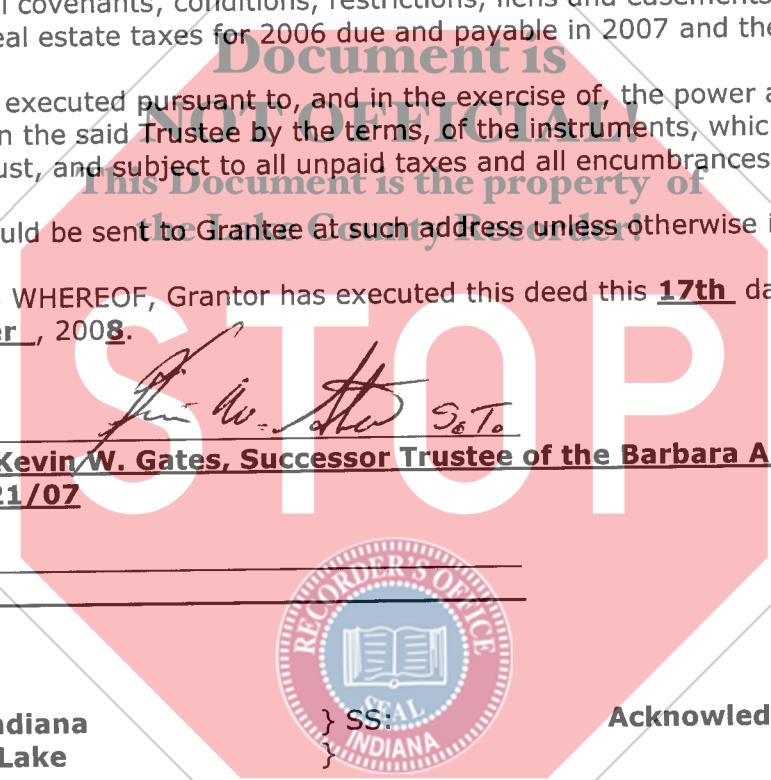 covenants, conditions, restrictions, liens and easements
eal estate taxes for 2006 due and payable in 2007 and the
Document is
executed pursuant to, and in the exercise of, the power a
NOT OFFICIAL!
n the said Trustee by the terms, of the instruments, whic
ust, and subject to all unpaid taxes and all encumbrances
This Document is the property of
the Lake County Recorder!
uld be sent to Grantee at such address unless otherwise i
WHEREOF, Grantor has executed this deed this 17th da
er , 2008.
STOP
S.T.
Kevin W. Gates, Successor Trustee of the Barbara A.
21/07
RECORDER'S OFFICE
SEAL
INDIANA
ndiana } SS: Acknowled
Lake }